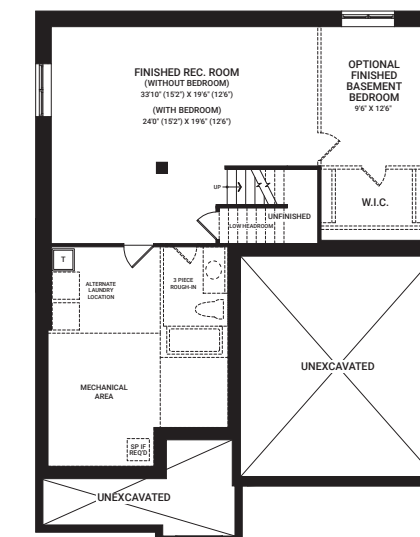 FINISHED REC. ROOM
(WITHOUT BEDROOM)
33'10" (15'2") X 19'6" (12'6")
(WITH BEDROOM)
24'0" (15'2") X 19'6" (12'6")
OPTIONAL
FINISHED
BASEMENT
BEDROOM
9'6" X 12'6"
UP
W.I.C.
UNFINISHED
LOW HEADROOM
T
ALTERNATE
LAUNDRY
LOCATION
3 PIECE
ROUGH-IN
UNEXCAVATED
MECHANICAL
AREA
SP IF
REQ'D
UNEXCAVATED